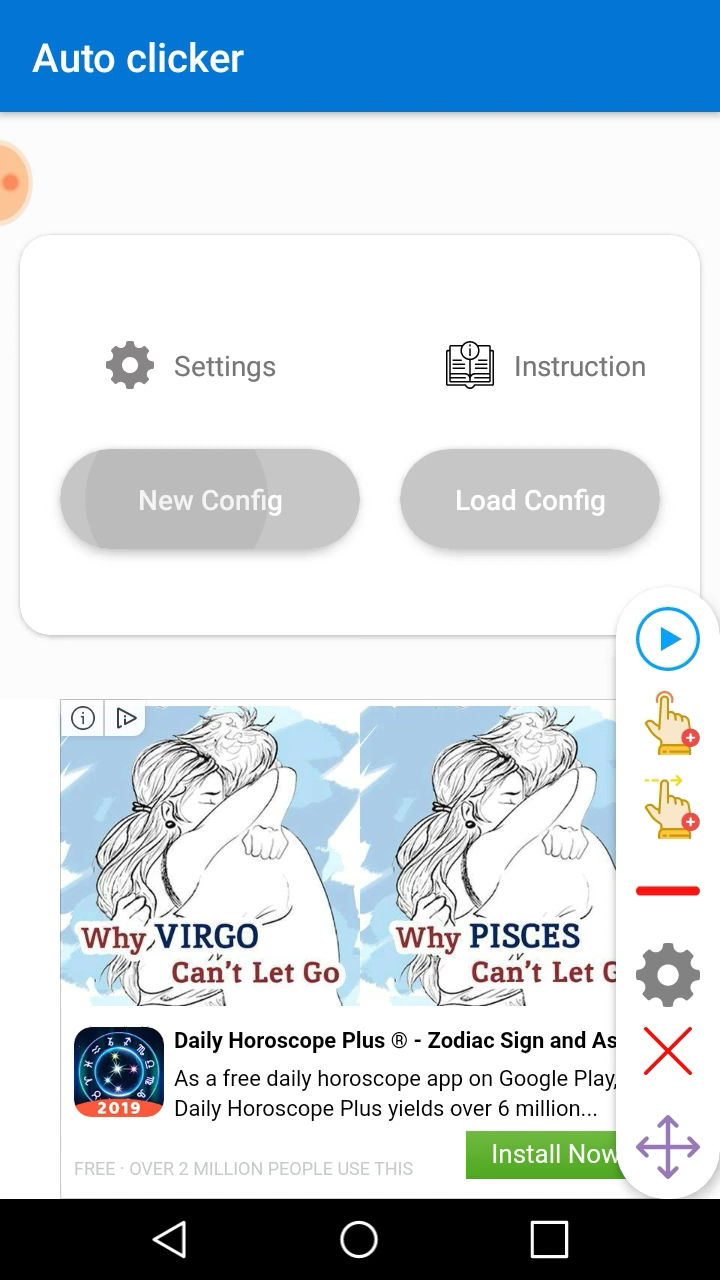 Auto clicker
Settings
Instruction
New Config
Load Config
Why VIRGO
Can't Let Go
Why PISCES
Can't Let G
Daily Horoscope Plus ® - Zodiac Sign and As
As a free daily horoscope app on Google Play,
Daily Horoscope Plus yields over 6 million...
2019
FREE · OVER 2 MILLION PEOPLE USE THIS
Install Now